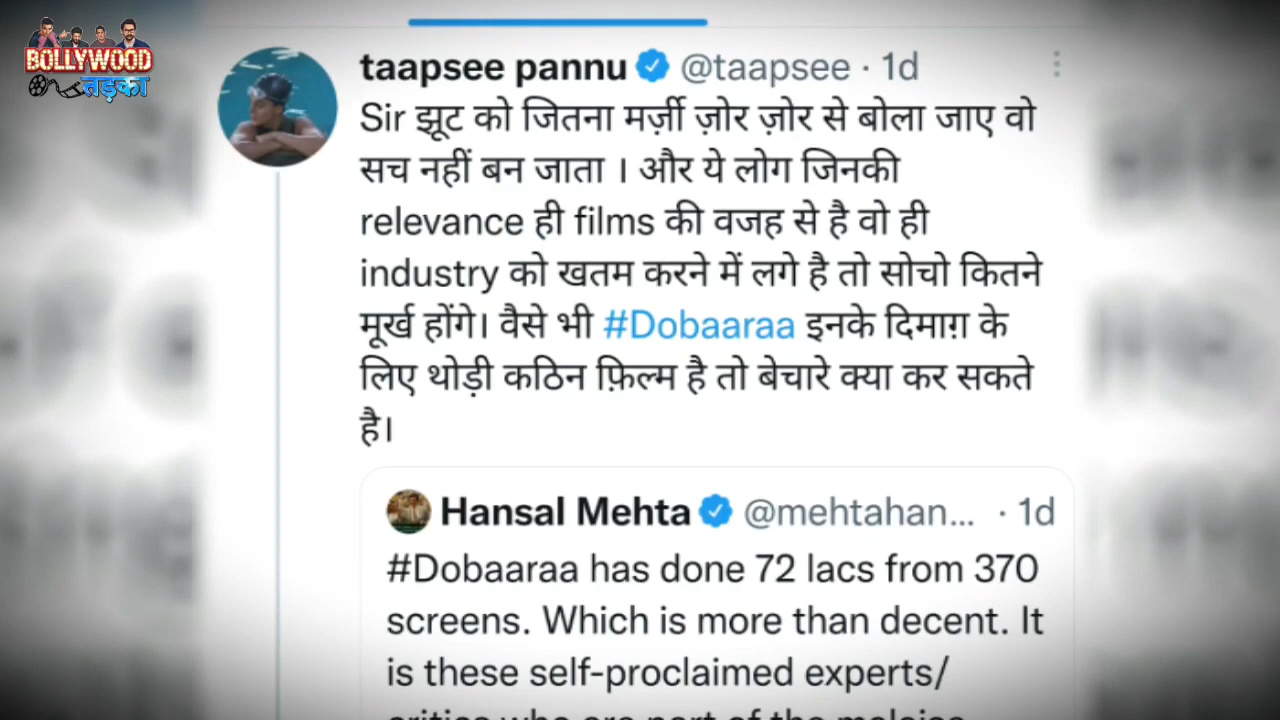 BOLLYWOOD
तड़का
taapsee pannu @taapsee · 1d
Sir झूट को जितना मर्ज़ी ज़ोर ज़ोर से बोला जाए वो
सच नहीं बन जाता । और ये लोग जिनकी
relevance ही films की वजह से है वो ही
industry को खतम करने में लगे है तो सोचो कितने
मूर्ख होंगे। वैसे भी #Dobaaraa इनके दिमाग़ के
लिए थोड़ी कठिन फ़िल्म है तो बेचारे क्या कर सकते
है।
Hansal Mehta @mehtahan... · 1d
#Dobaaraa has done 72 lacs from 370
screens. Which is more than decent. It
is these self-proclaimed experts/